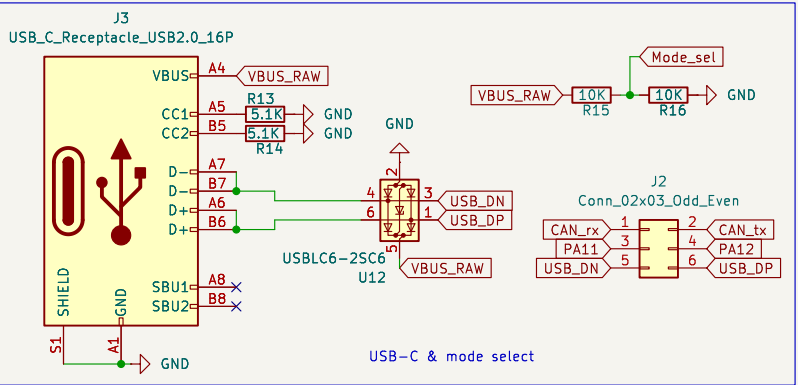 J3
USB_C_Receptacle_USB2.0_16P
VBUS A4 VBUS_RAW
CC1 A5 R13 5.1K GND
CC2 B5 5.1K R14 GND
D- A7
D- B7
D+ A6
D+ B6
SBU1 A8
SBU2 B8
SHIELD
GND
S1
A1
GND
GND
2
4 3 USB_DN
6 1 USB_DP
5
USBLC6-2SC6
U12
VBUS_RAW
Mode_sel
VBUS_RAW 10K 10K GND
R15 R16
J2
Conn_02x03_Odd_Even
CAN_rx 1 2 CAN_tx
PA11 3 4 PA12
USB_DN 5 6 USB_DP
USB-C & mode select